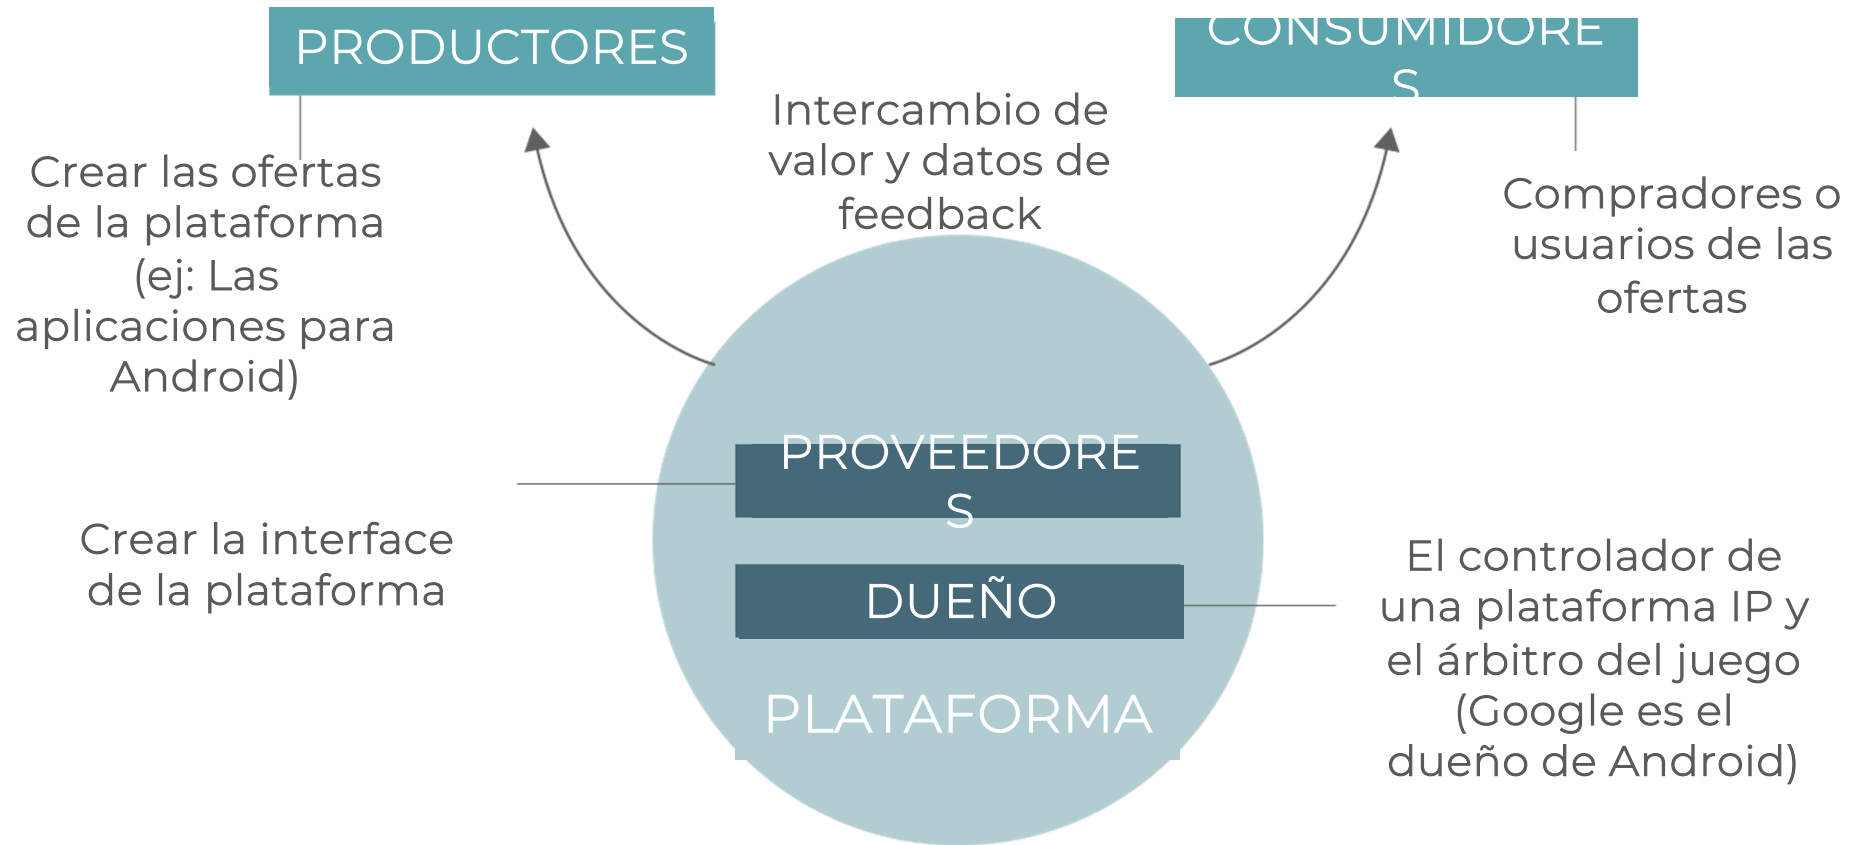 PRODUCTORES
CONSUMIDORE
S
Intercambio de
valor y datos de
feedback
Crear las ofertas
de la plataforma
(ej: Las
aplicaciones para
Android)
Compradores o
usuarios de las
ofertas
PROVEEDORE
S
Crear la interface
de la plataforma
DUEÑO
El controlador de
una plataforma IP y
el árbitro del juego
(Google es el
dueño de Android)
PLATAFORMA